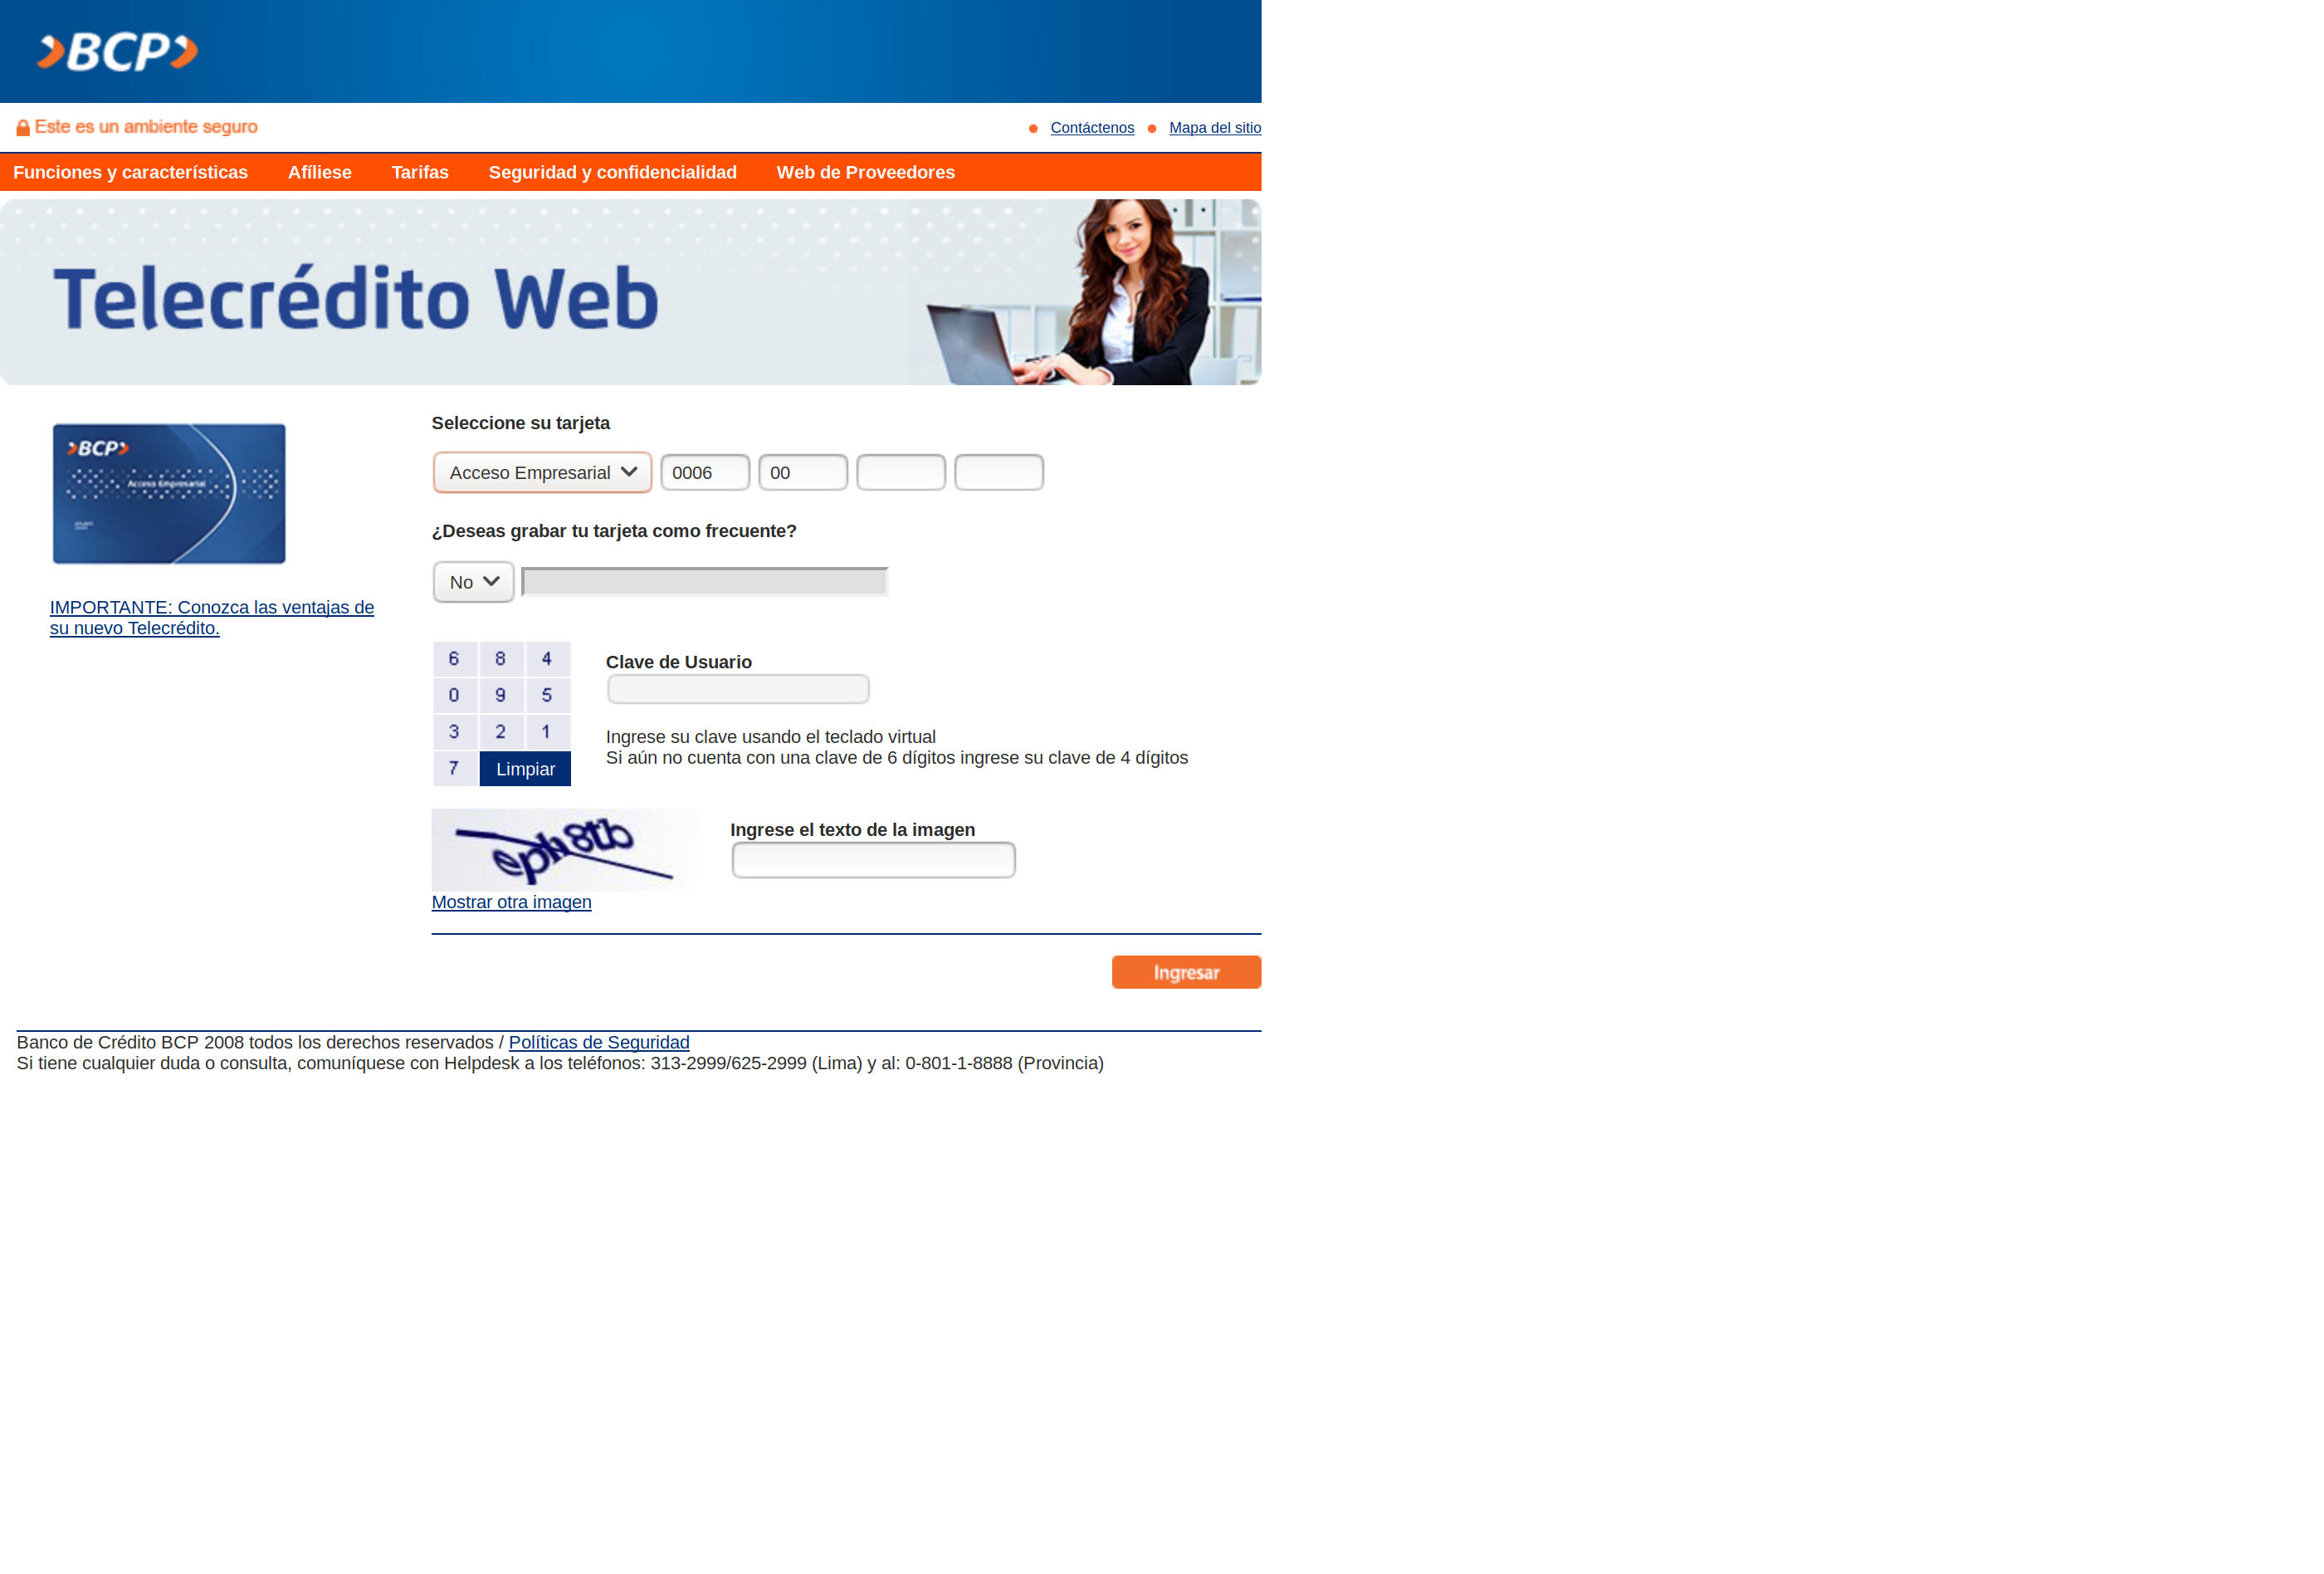 BCP
Este es un ambiente seguro
Contáctenos
Mapa del sitio
Funciones y características
Afíliese
Tarifas
Seguridad y confidencialidad
Web de Proveedores
Telecrédito Web
BCP
Acceso Empresarial
IMPORTANTE: Conozca las ventajas de
su nuevo Telecrédito.
Seleccione su tarjeta
Acceso Empresarial 0006 00
¿Deseas grabar tu tarjeta como frecuente?
No
6 8 4
0 9 5
3 2 1
7 Limpiar
Clave de Usuario
Ingrese su clave usando el teclado virtual
Si aún no cuenta con una clave de 6 dígitos ingrese su clave de 4 dígitos
eph8tb
Ingrese el texto de la imagen
Mostrar otra imagen
Ingresar
Banco de Crédito BCP 2008 todos los derechos reservados / Políticas de Seguridad
Si tiene cualquier duda o consulta, comuníquese con Helpdesk a los teléfonos: 313-2999/625-2999 (Lima) y al: 0-801-1-8888 (Provincia)